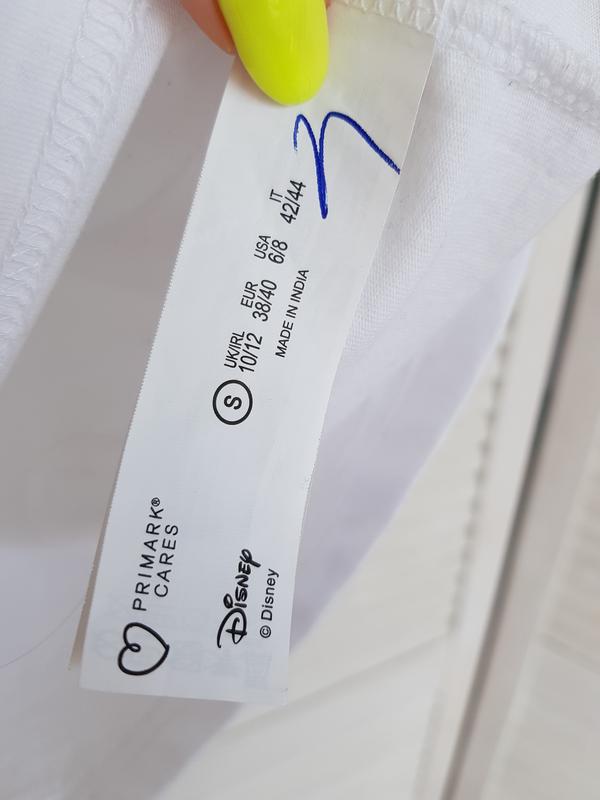 PRIMARK®
CARES
Disney
© Disney
S
UK/IRL EUR USA IT
10/12 38/40 6/8 42/44
MADE IN INDIA